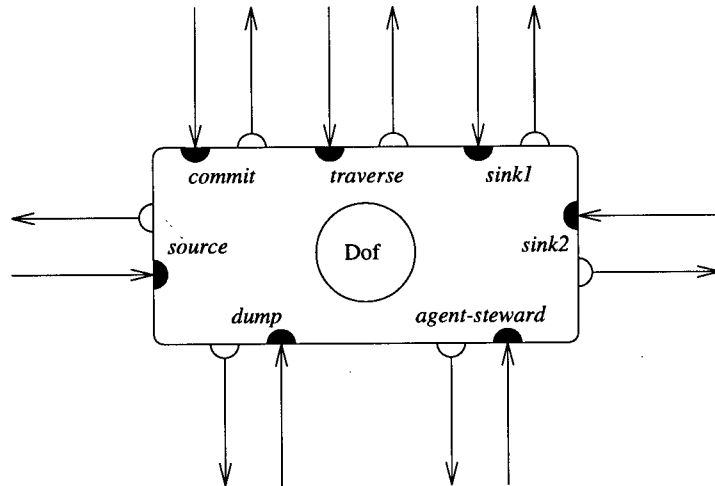 commit
traverse
sink1
source
Dof
sink2
dump
agent-steward